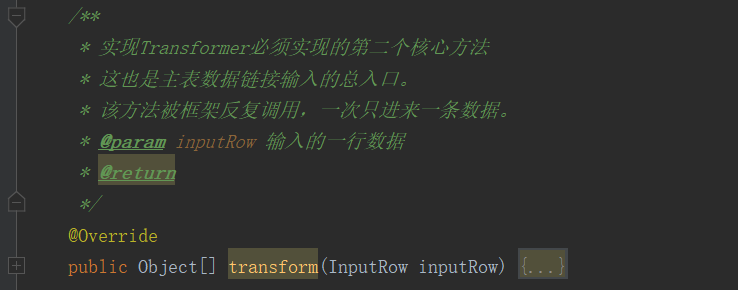 /**
* 实现Transformer必须实现的第二个核心方法
* 这也是主表数据链接输入的总入口。
* 该方法被框架反复调用，一次只进来一条数据。
* @param inputRow 输入的一行数据
* @return
*/
@Override
public Object[] transform(InputRow inputRow) {...}